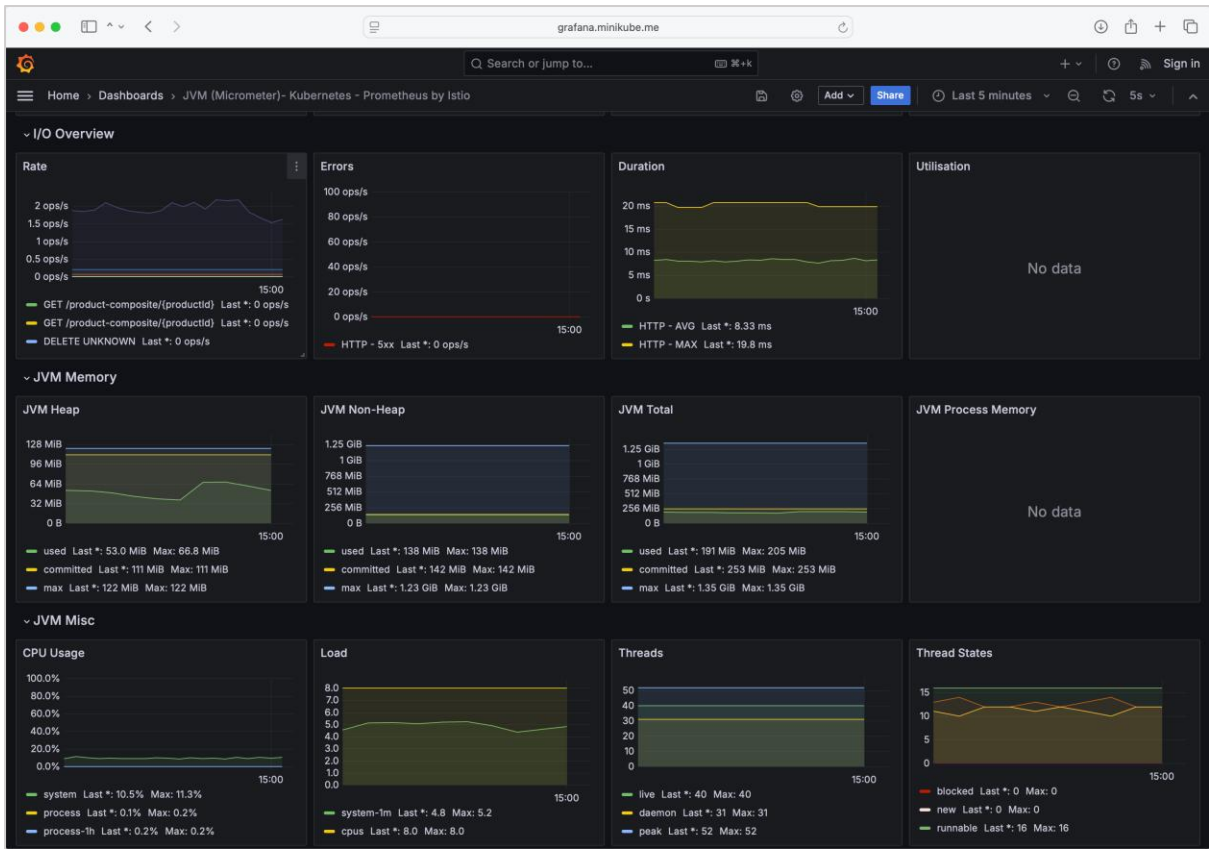 grafana.minikube.me
Search or jump to... ⌘+k
Sign in
Home › Dashboards › JVM (Micrometer)- Kubernetes - Prometheus by Istio
Add
Share
Last 5 minutes
5s
I/O Overview
Rate
2 ops/s
1.5 ops/s
1 ops/s
0.5 ops/s
0 ops/s
15:00
GET /product-composite/{productId} Last *: 0 ops/s
GET /product-composite/{productId} Last *: 0 ops/s
DELETE UNKNOWN Last *: 0 ops/s
Errors
100 ops/s
80 ops/s
60 ops/s
40 ops/s
20 ops/s
0 ops/s
15:00
HTTP - 5xx Last *: 0 ops/s
Duration
20 ms
15 ms
10 ms
5 ms
0 s
15:00
HTTP - AVG Last *: 8.33 ms
HTTP - MAX Last *: 19.8 ms
Utilisation
No data
JVM Memory
JVM Heap
128 MiB
96 MiB
64 MiB
32 MiB
0 B
15:00
used Last *: 53.0 MiB Max: 66.8 MiB
committed Last *: 111 MiB Max: 111 MiB
max Last *: 122 MiB Max: 122 MiB
JVM Non-Heap
1.25 GiB
1 GiB
768 MiB
512 MiB
256 MiB
0 B
15:00
used Last *: 138 MiB Max: 138 MiB
committed Last *: 142 MiB Max: 142 MiB
max Last *: 1.23 GiB Max: 1.23 GiB
JVM Total
1.25 GiB
1 GiB
768 MiB
512 MiB
256 MiB
0 B
15:00
used Last *: 191 MiB Max: 205 MiB
committed Last *: 253 MiB Max: 253 MiB
max Last *: 1.35 GiB Max: 1.35 GiB
JVM Process Memory
No data
JVM Misc
CPU Usage
100.0%
80.0%
60.0%
40.0%
20.0%
0.0%
15:00
system Last *: 10.5% Max: 11.3%
process Last *: 0.1% Max: 0.2%
process-1h Last *: 0.2% Max: 0.2%
Load
8.0
7.0
6.0
5.0
4.0
3.0
2.0
1.0
0.0
15:00
system-1m Last *: 4.8 Max: 5.2
cpus Last *: 8.0 Max: 8.0
Threads
50
40
30
20
10
0
15:00
live Last *: 40 Max: 40
daemon Last *: 31 Max: 31
peak Last *: 52 Max: 52
Thread States
15
10
5
0
15:00
blocked Last *: 0 Max: 0
new Last *: 0 Max: 0
runnable Last *: 16 Max: 16